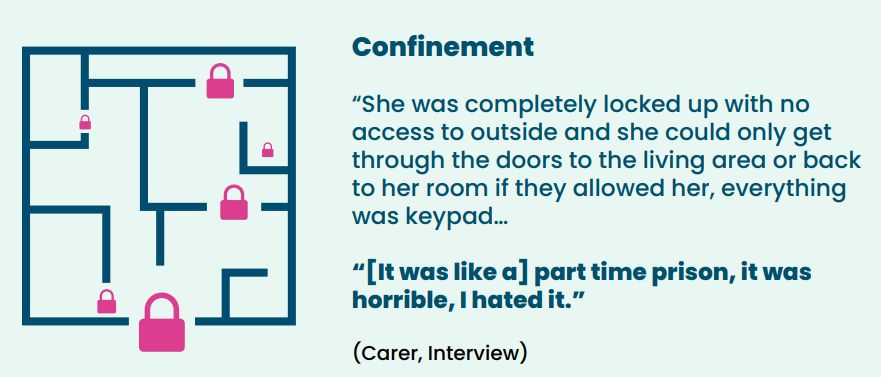 Confinement
“She was completely locked up with no
access to outside and she could only get
through the doors to the living area or back
to her room if they allowed her, everything
was keypad…
“[It was like a] part time prison, it was
horrible, I hated it.”
(Carer, Interview)